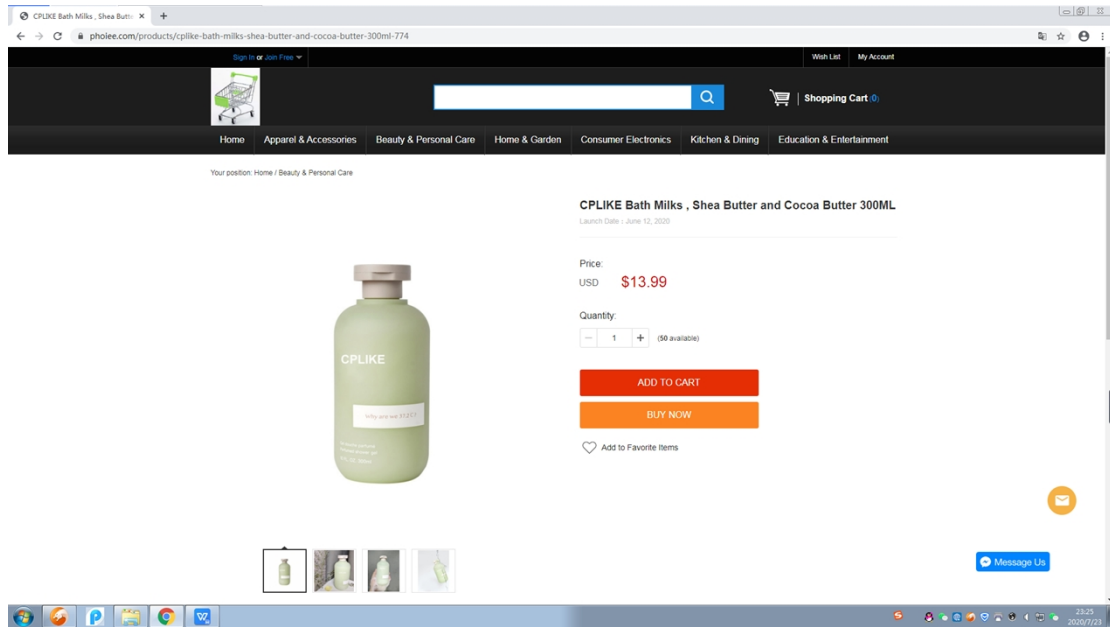 CPLIKE Bath Milks , Shea Butte
pholee.com/products/cplike-bath-milks-shea-butter-and-cocoa-butter-300ml-774
Sign In or Join Free
Wish List My Account
Shopping Cart (0)
Home Apparel & Accessories Beauty & Personal Care Home & Garden Consumer Electronics Kitchen & Dining Education & Entertainment
Your position: Home / Beauty & Personal Care
CPLIKE Bath Milks , Shea Butter and Cocoa Butter 300ML
Launch Date : June 12, 2020
Price:
USD $13.99
Quantity:
1 (50 available)
CPLIKE
ADD TO CART
Why are we
BUY NOW
Add to Favorite Items
Message Us
23:25
2020/7/23